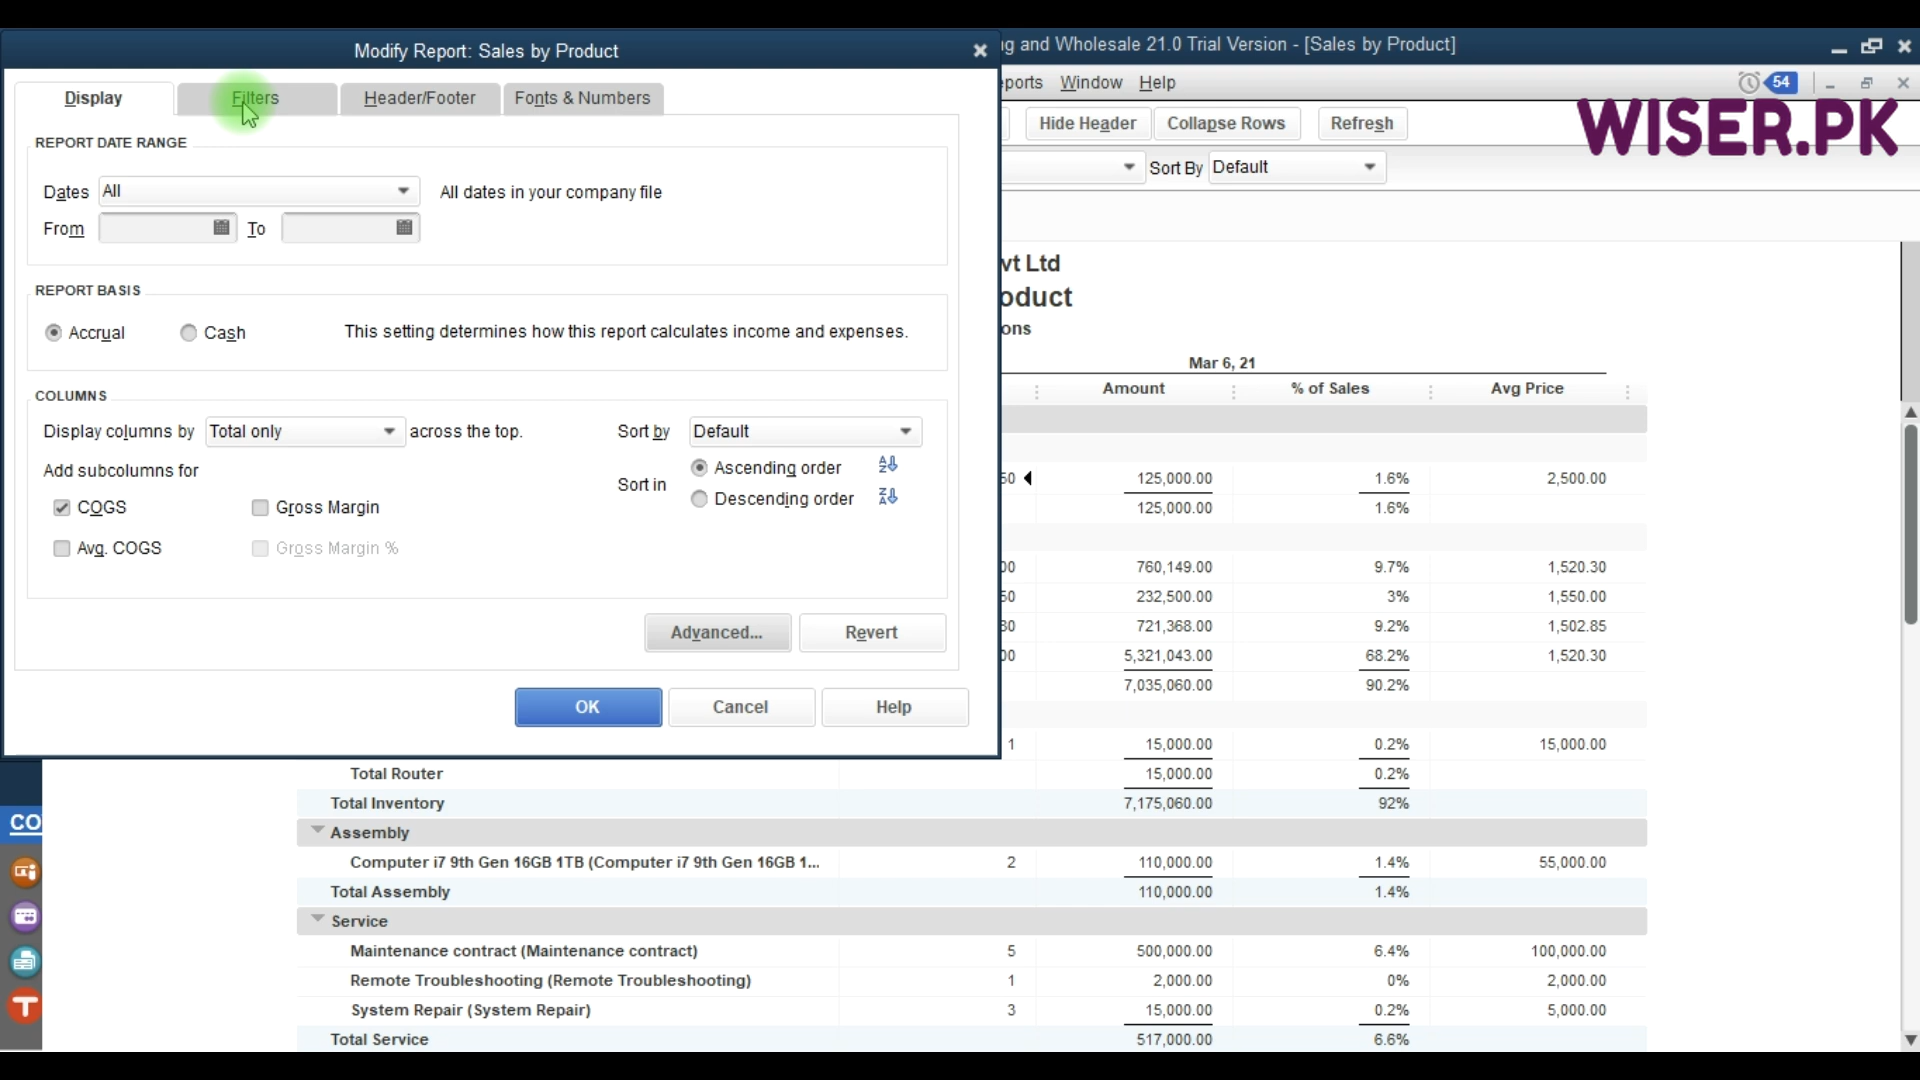 Modify Report: Sales by Product
ng and Wholesale 21.0 Trial Version - [Sales by Product]
Display Filters Header/Footer Fonts & Numbers
ports Window Help 54
WISER.PK
Hide Header Collapse Rows Refresh
Sort By Default
REPORT DATE RANGE
Dates All All dates in your company file
From To
REPORT BASIS
Accrual Cash This setting determines how this report calculates income and expenses.
COLUMNS
Display columns by Total only across the top.
Sort by Default
Add subcolumns for
Sort in Ascending order
Descending order
COGS Gross Margin
Avg. COGS Gross Margin %
Advanced... Revert
OK Cancel Help
vt Ltd
oduct
ons
Mar 6, 21
Amount % of Sales Avg Price
50 125,000.00 1.6% 2,500.00
125,000.00 1.6%
00 760,149.00 9.7% 1,520.30
50 232,500.00 3% 1,550.00
80 721,368.00 9.2% 1,502.85
00 5,321,043.00 68.2% 1,520.30
7,035,060.00 90.2%
1 15,000.00 0.2% 15,000.00
Total Router 15,000.00 0.2%
Total Inventory 7,175,060.00 92%
Assembly
Computer i7 9th Gen 16GB 1TB (Computer i7 9th Gen 16GB 1... 2 110,000.00 1.4% 55,000.00
Total Assembly 110,000.00 1.4%
Service
Maintenance contract (Maintenance contract) 5 500,000.00 6.4% 100,000.00
Remote Troubleshooting (Remote Troubleshooting) 1 2,000.00 0% 2,000.00
System Repair (System Repair) 3 15,000.00 0.2% 5,000.00
Total Service 517,000.00 6.6%
CO